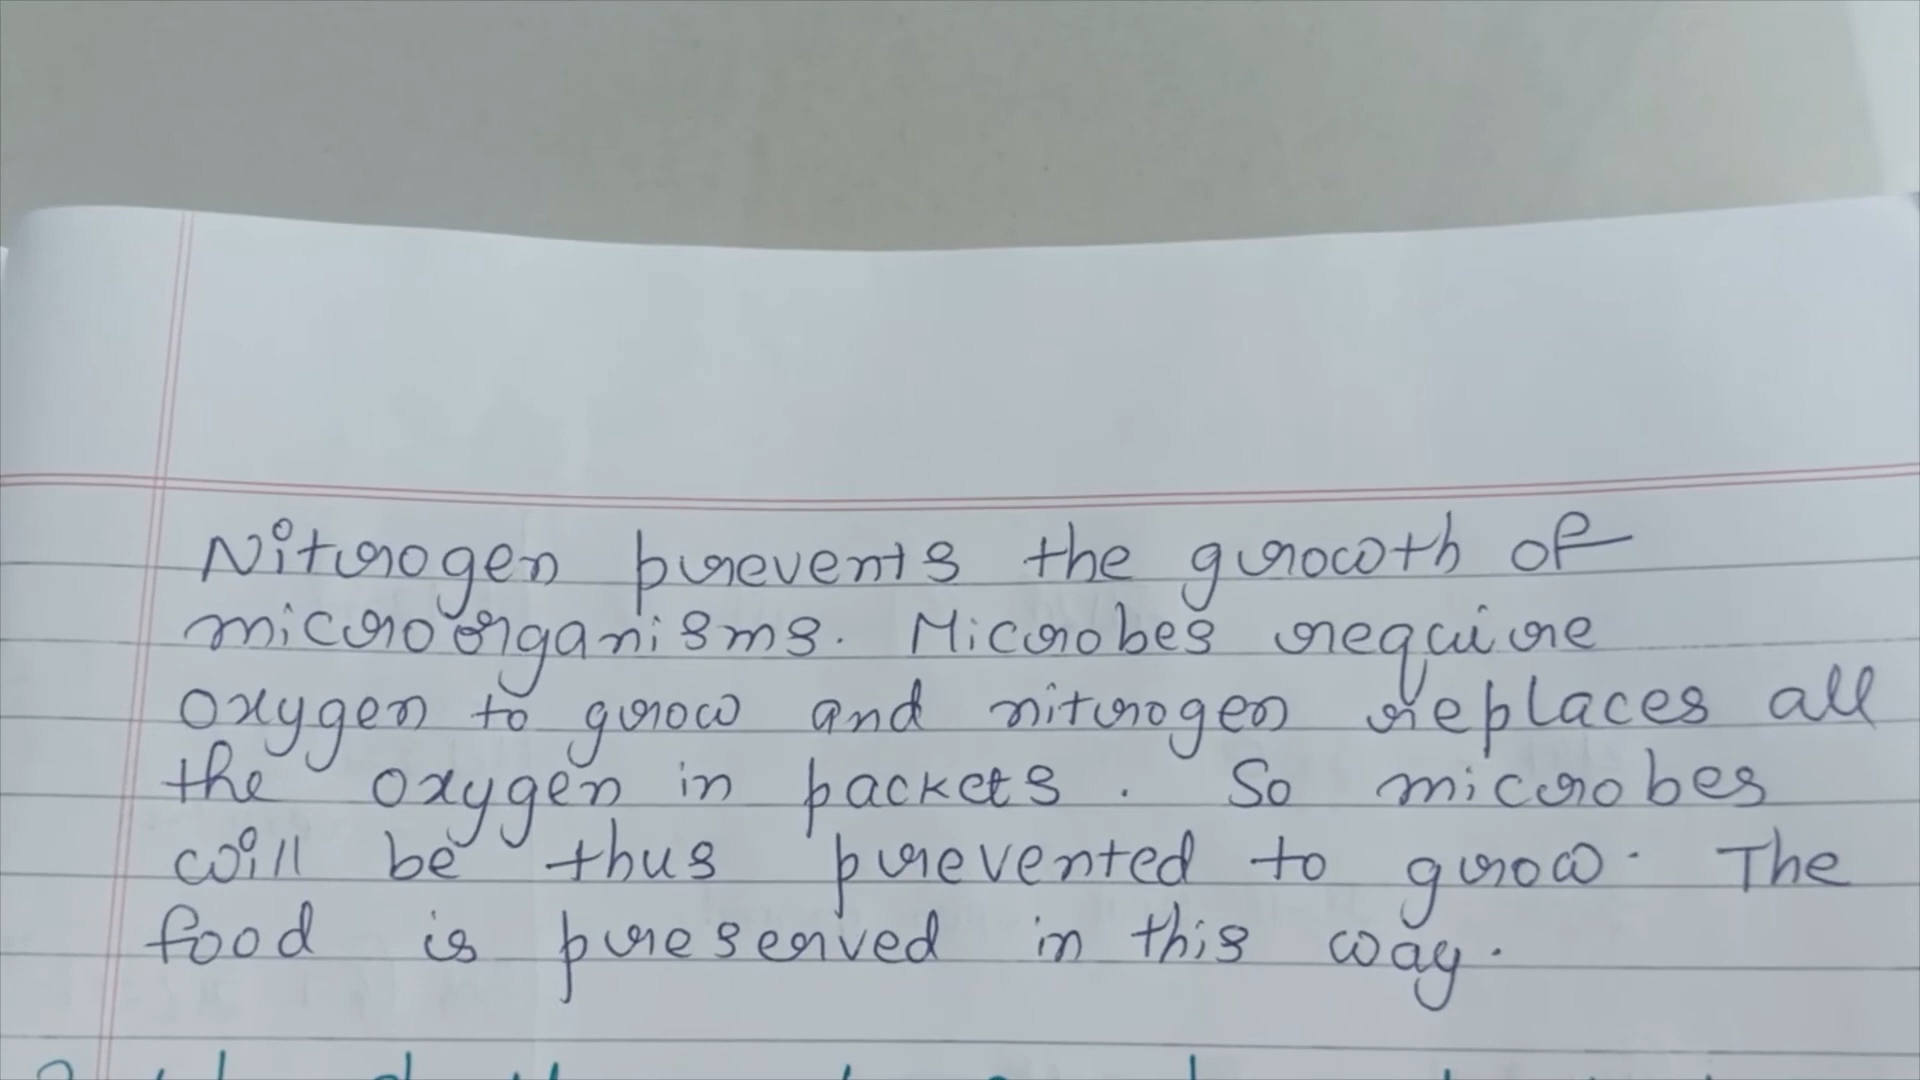 Nitrogen prevents the growth of
microorganisms. Microbes require
oxygen to grow and nitrogen replaces all
the oxygen in packets. So microbes
will be thus prevented to grow. The
food is preserved in this way.